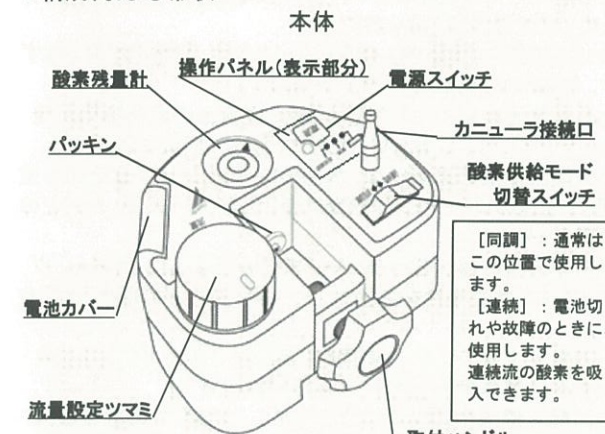 本体
酸素残量計
操作パネル（表示部分）
電源スイッチ
パッキン
カニューラ接続口
酸素供給モード
切替スイッチ
［同調］：通常は
この位置で使用し
ます。
［連続］：電池切
れや故障のときに
使用します。
連続流の酸素を吸
入できます。
電池カバー
流量設定ツマミ